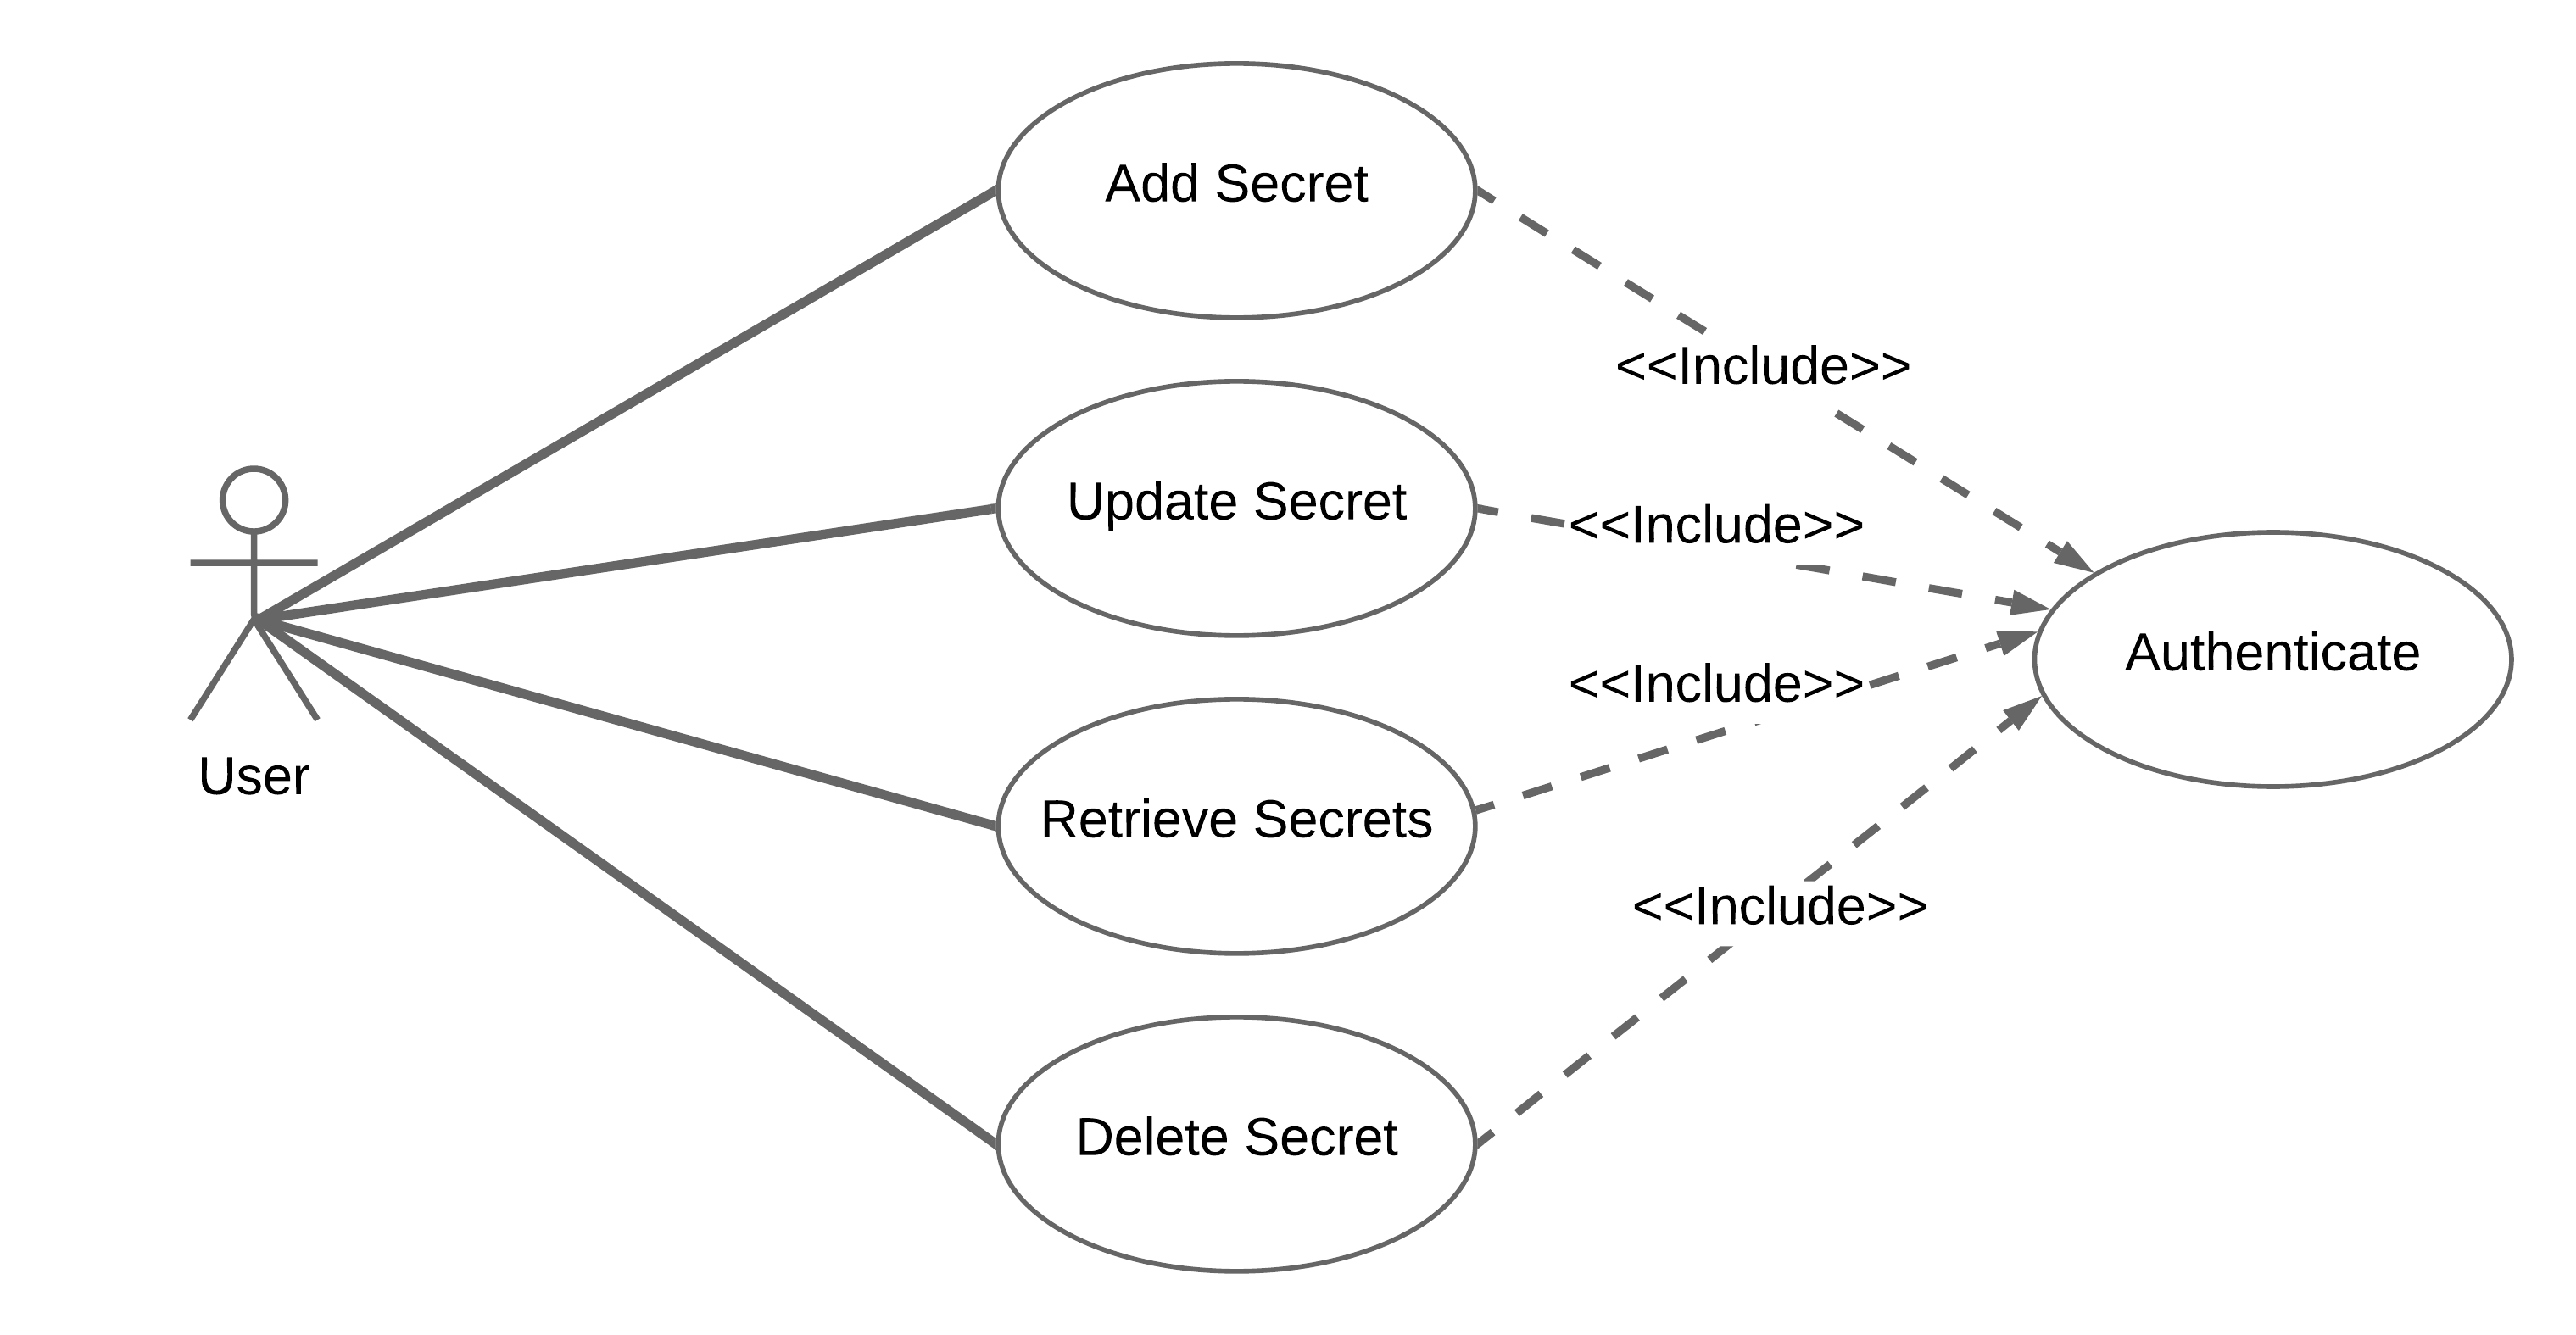 Add Secret
<<Include>>
Update Secret
<<Include>>
Authenticate
<<Include>>
User
Retrieve Secrets
<<Include>>
Delete Secret